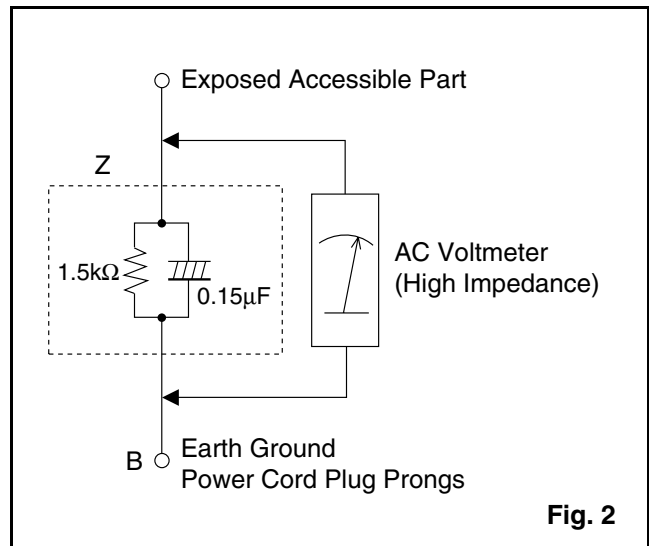 Exposed Accessible Part
Z
1.5kΩ
0.15μF
AC Voltmeter
(High Impedance)
B
Earth Ground
Power Cord Plug Prongs
Fig. 2